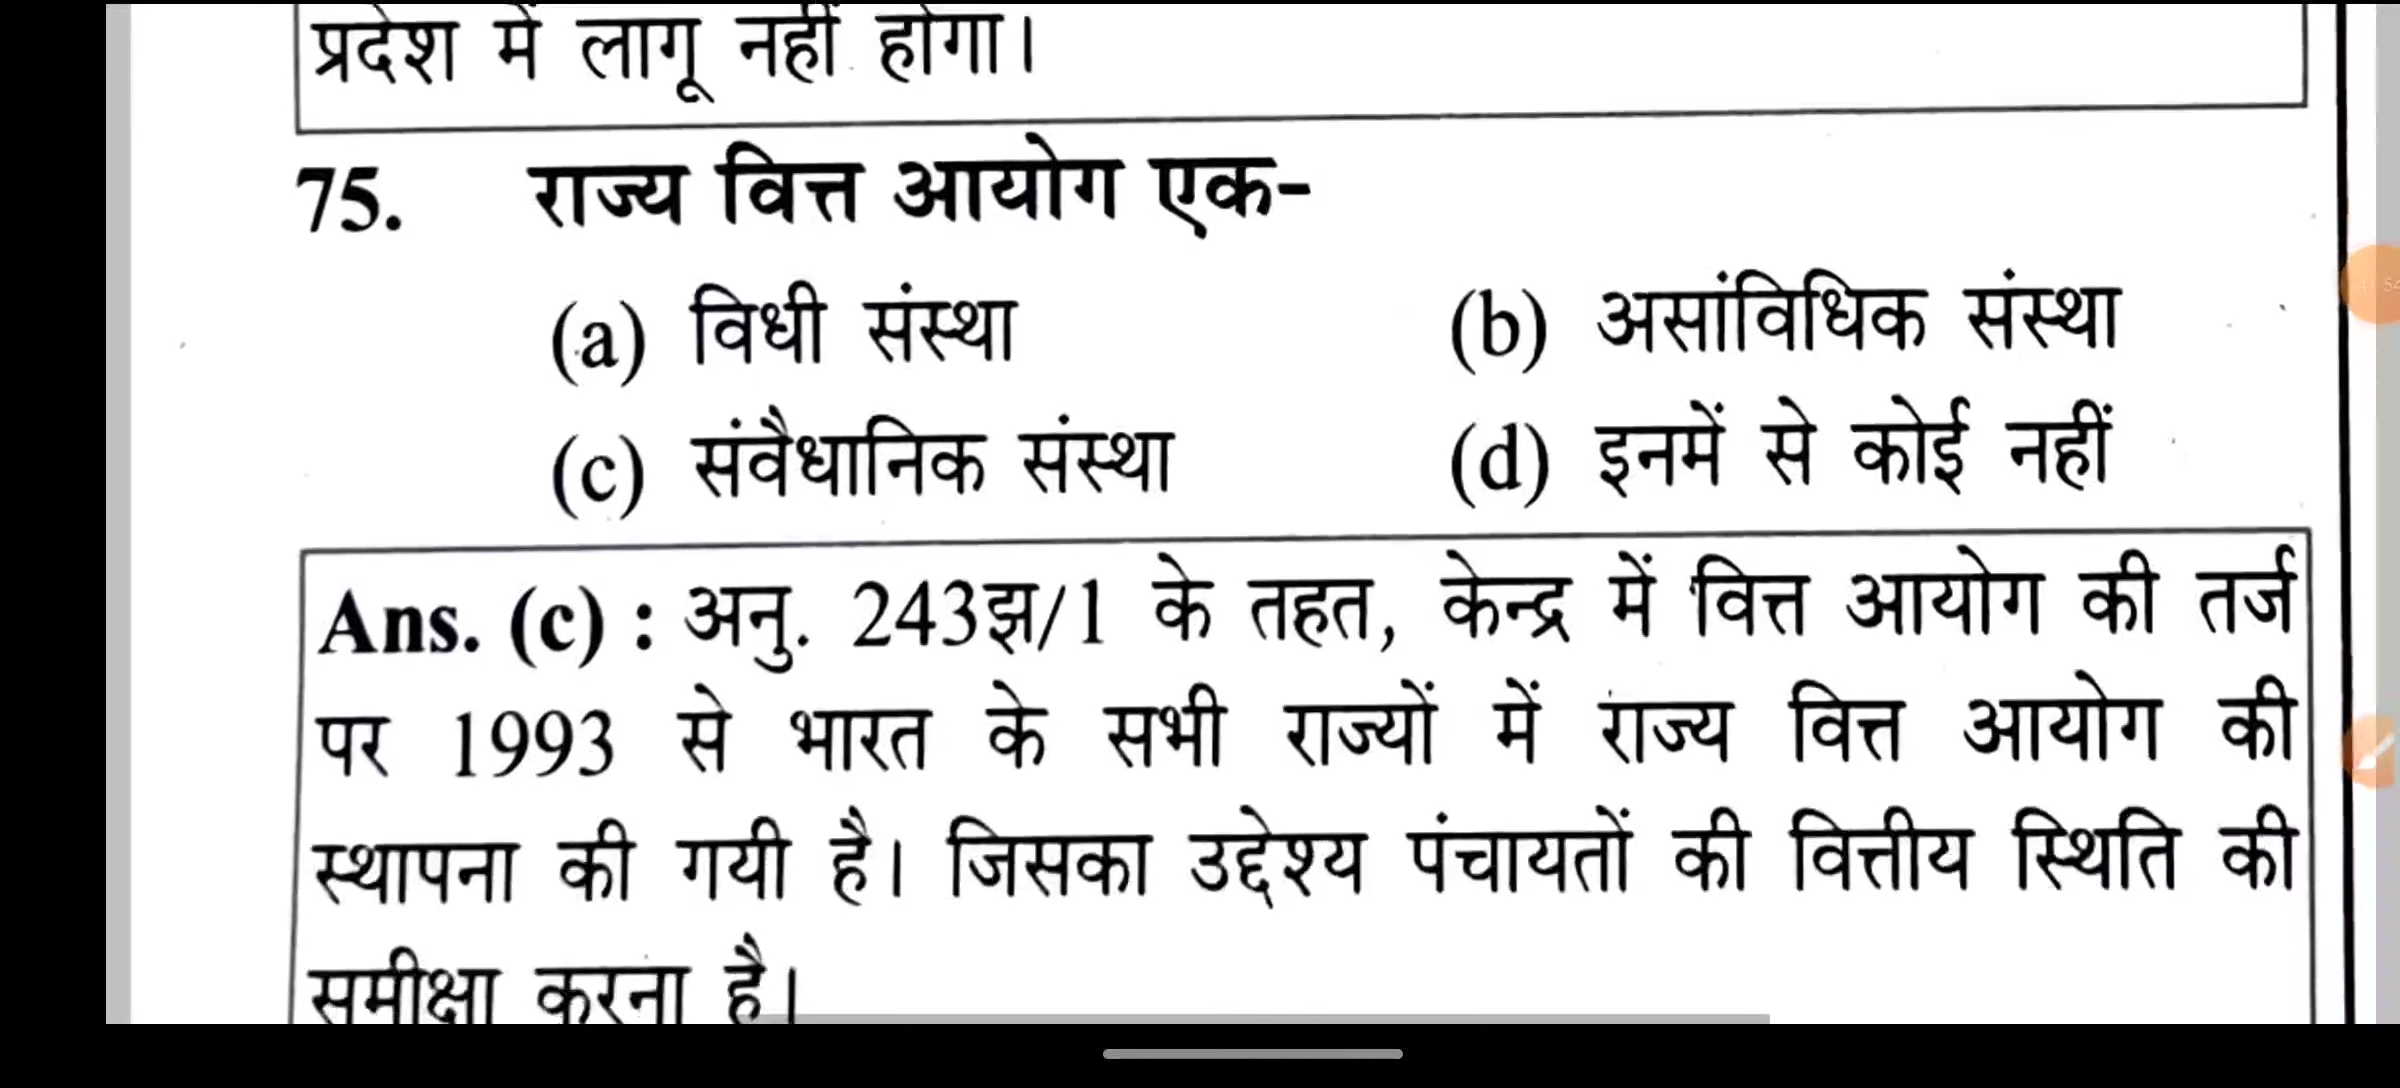 प्रदेश में लागू नहीं होगा।
75. राज्य वित्त आयोग एक-
(a) विधी संस्था (b) असांविधिक संस्था
(c) संवैधानिक संस्था (d) इनमें से कोई नहीं
Ans. (c) : अनु. 243झ/1 के तहत, केन्द्र में वित्त आयोग की तर्ज
पर 1993 से भारत के सभी राज्यों में राज्य वित्त आयोग की
स्थापना की गयी है। जिसका उद्देश्य पंचायतों की वित्तीय स्थिति की
समीक्षा करना है।